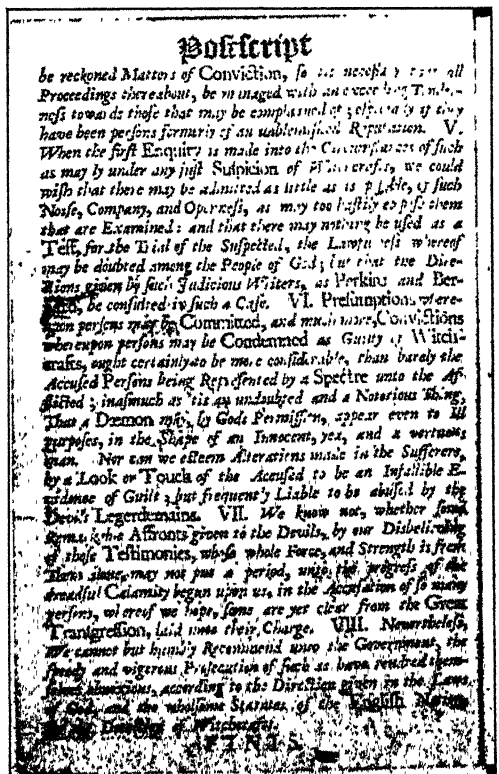 Postscript
be reckoned Matters of Conviction, so necessary that all
Proceedings thereabout, be managed with an exceeding Tender-
ness towards those that may be complained of; especially if they
have been persons formerly of an unblemished Reputation. V.
When the first Enquiry is made into the Circumstances of such
as may ly under any just Suspicion of Witchcrafts, we could
wish that there may be admitted as little as is possible, of such
Noise, Company, and Openness, as may too hastily expose them
that are Examined: and that there may nothing be used as a
Test, for the Trial of the Suspected, the Lawfulness whereof
may be doubted among the People of God; but that the Dire-
ctions given by such Judicious Writers, as Perkins and Ber-
nard, be consulted in such a Case. VI. Presumptions where-
upon persons may be Committed, and much more, Convictions
whereupon persons may be Condemned as Guilty of Witch-
crafts, ought certainly to be more considerable, than barely the
Accused Persons being Represented by a Spectre unto the Af-
flicted; inasmuch as 'tis an undoubted and a Notorious thing,
That a Dæmon may, by Gods Permission, appear even to Ill
purposes, in the Shape of an Innocent, yea, and a vertuous
man. Nor can we esteem Alterations made in the Sufferers,
by a Look or Touch of the Accused to be an Infallible E-
vidence of Guilt; but frequently Liable to be abused by the
Devil's Legerdemains. VII. We know not, whether some
Remarkable Affronts given to the Devils, by our Disbelieving
of those Testimonies, whose whole Force, and Strength is from
them alone, may not put a period, unto the progress of the
dreadful Calamity begun upon us, in the Accusation of so many
persons, whereof we hope, some are yet clear from the Great
Transgression, laid unto their Charge. VIII. Nevertheless,
We cannot but humbly Recommend unto the Government, the
speedy and vigorous Prosecution of such as have rendred them-
selves obnoxious, according to the Direction given in the Laws
of God, and the wholsome Statutes of the English Nation
Detection of Witchcrafts.
FINIS